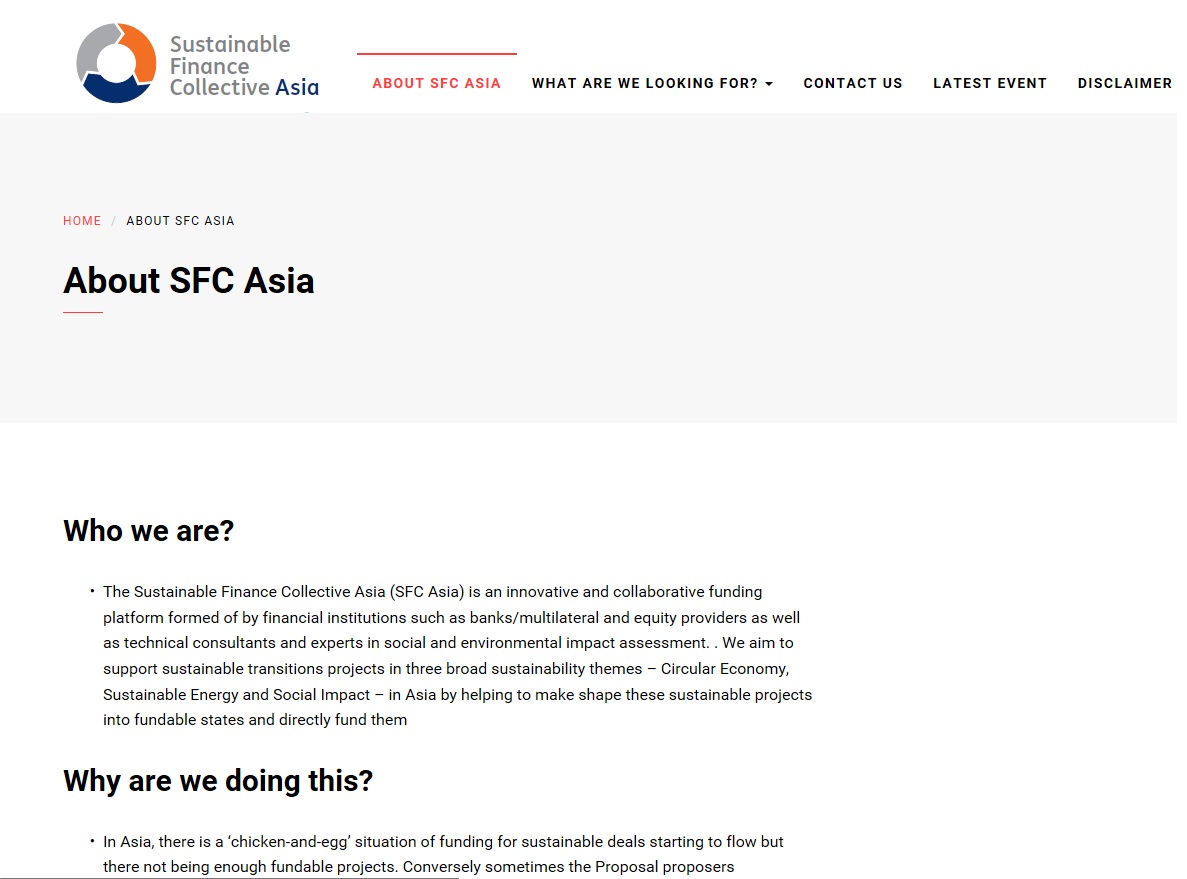 Sustainable
Finance
Collective Asia
ABOUT SFC ASIA WHAT ARE WE LOOKING FOR? CONTACT US LATEST EVENT DISCLAIMER
HOME / ABOUT SFC ASIA
About SFC Asia
Who we are?
• The Sustainable Finance Collective Asia (SFC Asia) is an innovative and collaborative funding
platform formed of by financial institutions such as banks/multilateral and equity providers as well
as technical consultants and experts in social and environmental impact assessment. . We aim to
support sustainable transitions projects in three broad sustainability themes – Circular Economy,
Sustainable Energy and Social Impact – in Asia by helping to make shape these sustainable projects
into fundable states and directly fund them
Why are we doing this?
• In Asia, there is a ‘chicken-and-egg’ situation of funding for sustainable deals starting to flow but
there not being enough fundable projects. Conversely sometimes the Proposal proposers